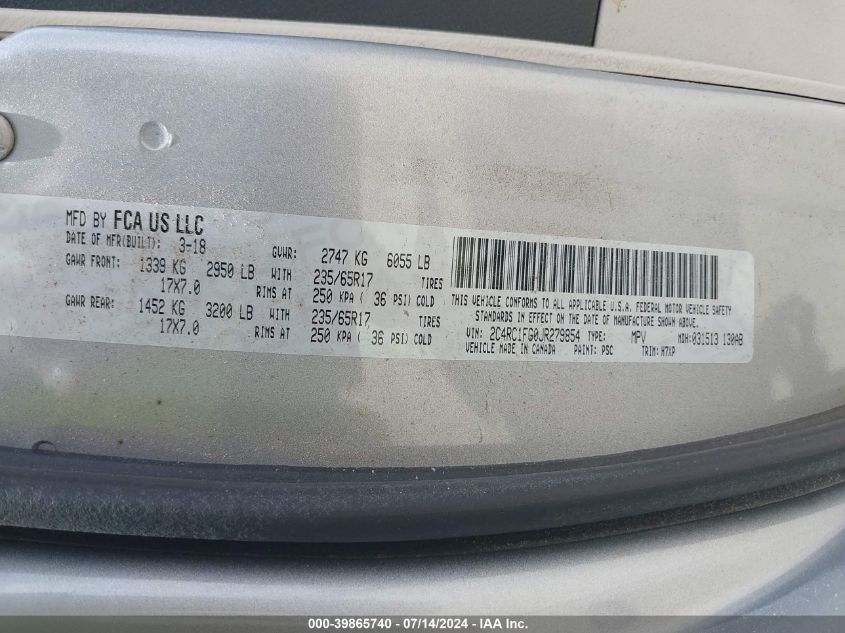 MFD BY FCA US LLC
DATE OF MFR(BUILT): 3-18 GVWR: 2747 KG 6055 LB
GAWR FRONT: 1339 KG 2950 LB WITH 235/65R17 TIRES
17X7.0 RIMS AT 250 KPA ( 36 PSI) COLD
GAWR REAR: 1452 KG 3200 LB WITH 235/65R17 TIRES
17X7.0 RIMS AT 250 KPA ( 36 PSI) COLD
THIS VEHICLE CONFORMS TO ALL APPLICABLE U.S.A. FEDERAL MOTOR VEHICLE SAFETY
STANDARDS IN EFFECT ON THE DATE OF MANUFACTURE SHOWN ABOVE.
VIN: 2C4RC1FG0JR279854 TYPE: MPV MDH:031513 130AB
VEHICLE MADE IN CANADA PAINT: PSC TRIM: H7XP
000-39865740 - 07/14/2024 - IAA Inc.